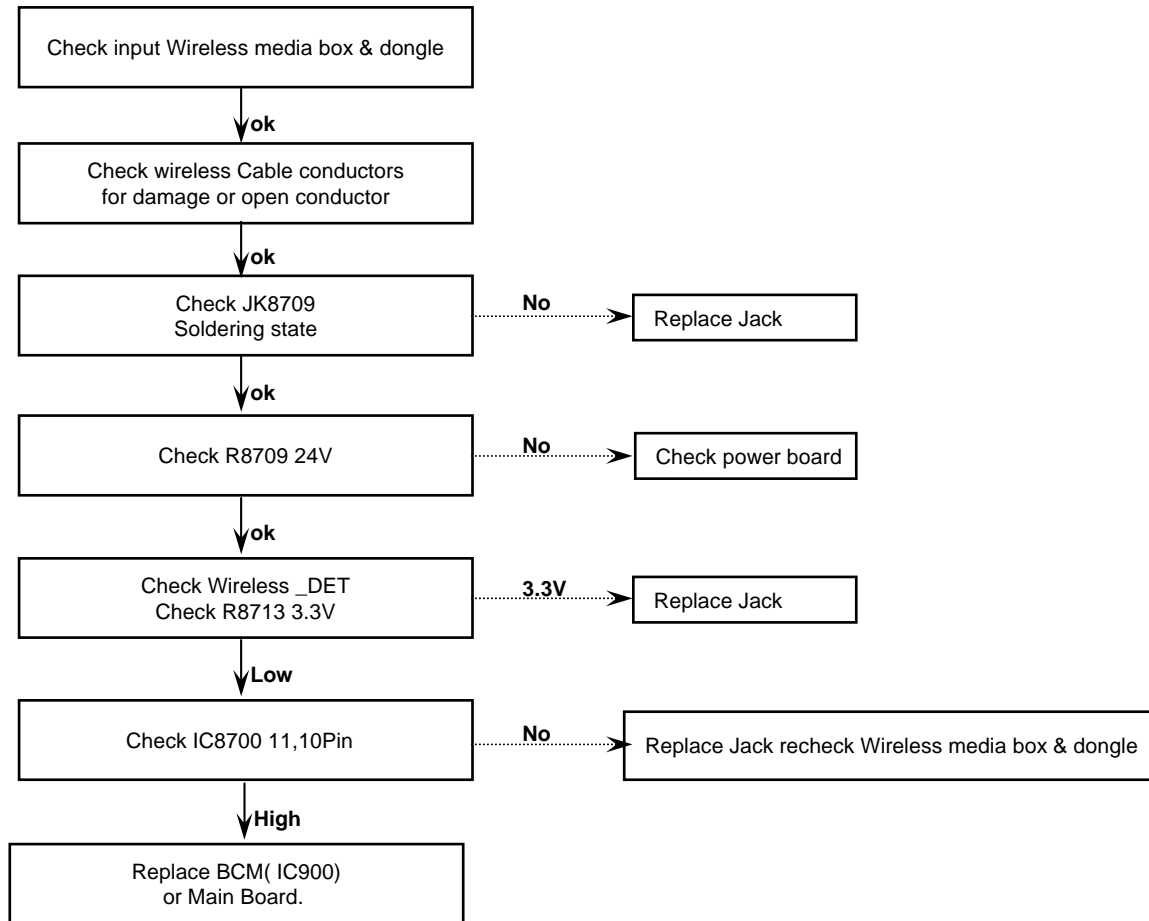 Check input Wireless media box & dongle
ok
Check wireless Cable conductors
for damage or open conductor
ok
Check JK8709
Soldering state
No
Replace Jack
ok
Check R8709 24V
No
Check power board
ok
Check Wireless _DET
Check R8713 3.3V
3.3V
Replace Jack
Low
Check IC8700 11,10Pin
No
Replace Jack recheck Wireless media box & dongle
High
Replace BCM( IC900)
or Main Board.